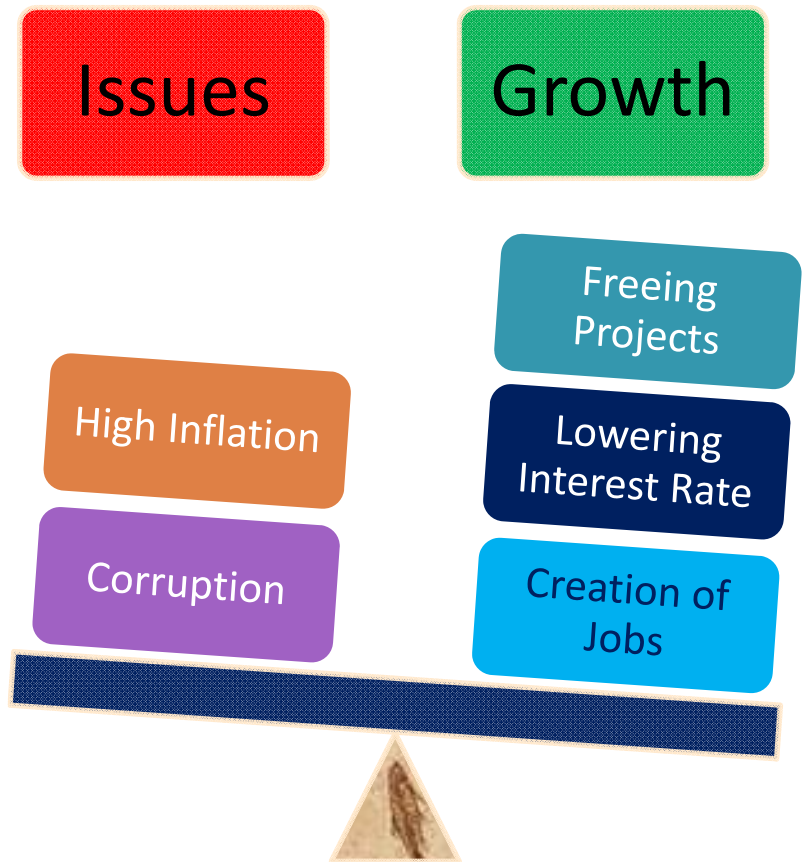 Issues
Growth
High Inflation
Corruption
Freeing
Projects
Lowering
Interest Rate
Creation of
Jobs